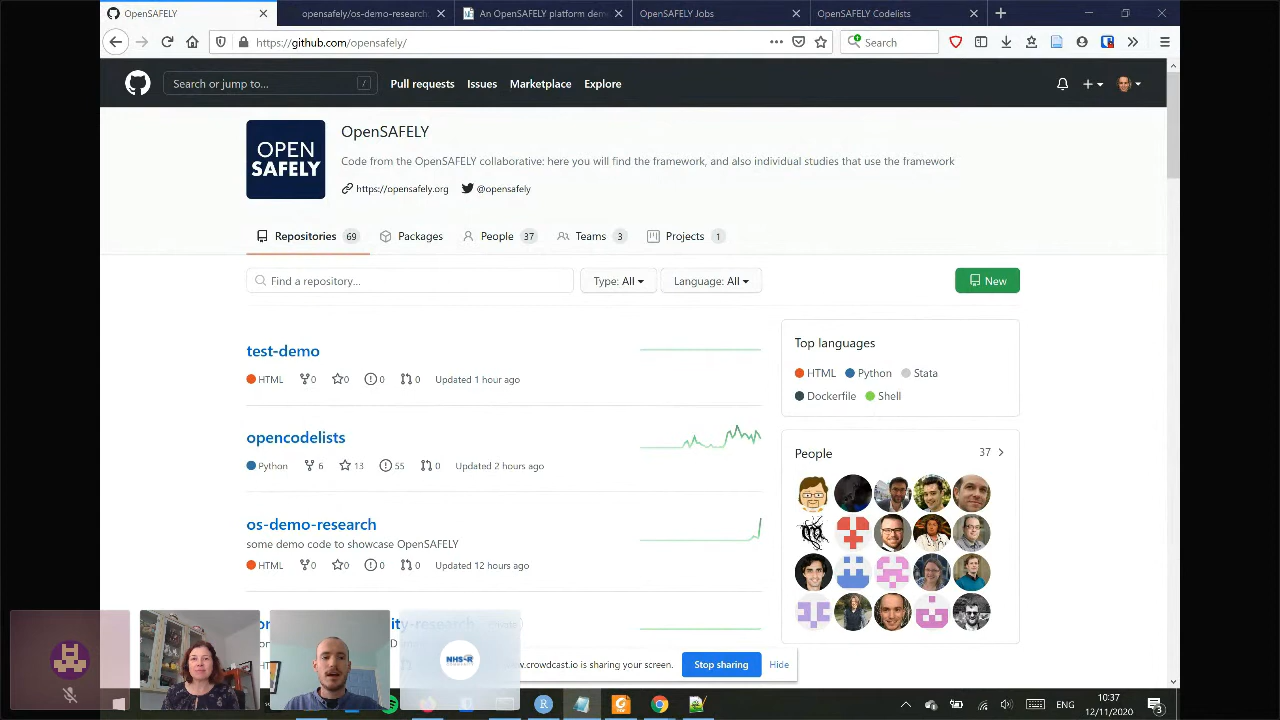 OpenSAFELY
opensafely/os-demo-research
An OpenSAFELY platform dem
OpenSAFELY Jobs
OpenSAFELY Codelists
https://github.com/opensafely/
Search
Search or jump to...
/
Pull requests
Issues
Marketplace
Explore
OPEN
SAFELY
OpenSAFELY
Code from the OpenSAFELY collaborative: here you will find the framework, and also individual studies that use the framework
https://opensafely.org
@opensafely
Repositories 69
Packages
People 37
Teams 3
Projects 1
Find a repository...
Type: All
Language: All
New
test-demo
HTML 0 0 0 0 Updated 1 hour ago
opencodelists
Python 6 13 55 0 Updated 2 hours ago
os-demo-research
some demo code to showcase OpenSAFELY
HTML 0 0 0 0 Updated 12 hours ago
ity-research
Top languages
HTML Python Stata
Dockerfile Shell
People
37
.crowdcast.io is sharing your screen.
Stop sharing
Hide
NHS-R
COMMUNITY
ENG
10:37
12/11/2020
3